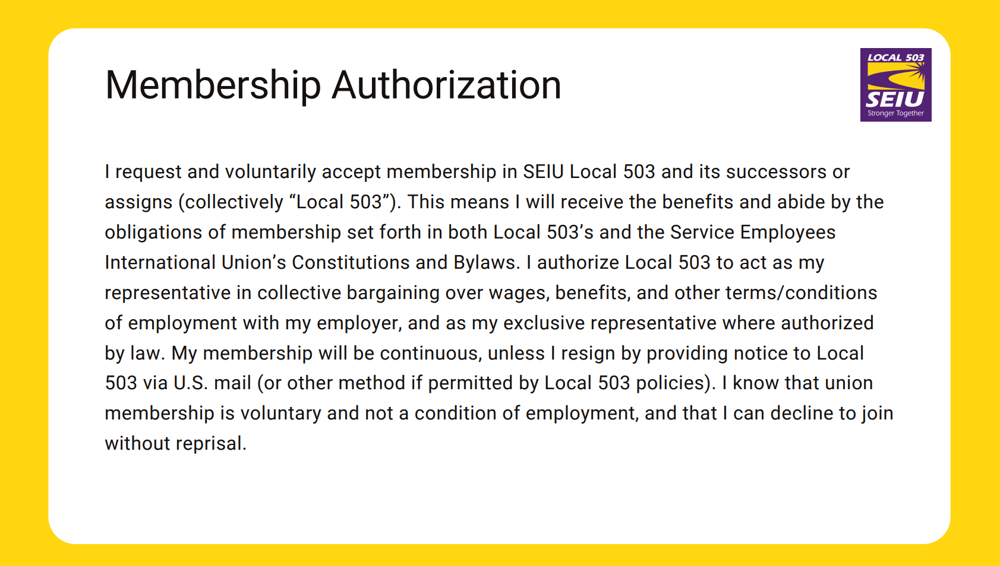 Membership Authorization
LOCAL 503
SEIU
Stronger Together
I request and voluntarily accept membership in SEIU Local 503 and its successors or
assigns (collectively “Local 503”). This means I will receive the benefits and abide by the
obligations of membership set forth in both Local 503’s and the Service Employees
International Union’s Constitutions and Bylaws. I authorize Local 503 to act as my
representative in collective bargaining over wages, benefits, and other terms/conditions
of employment with my employer, and as my exclusive representative where authorized
by law. My membership will be continuous, unless I resign by providing notice to Local
503 via U.S. mail (or other method if permitted by Local 503 policies). I know that union
membership is voluntary and not a condition of employment, and that I can decline to join
without reprisal.